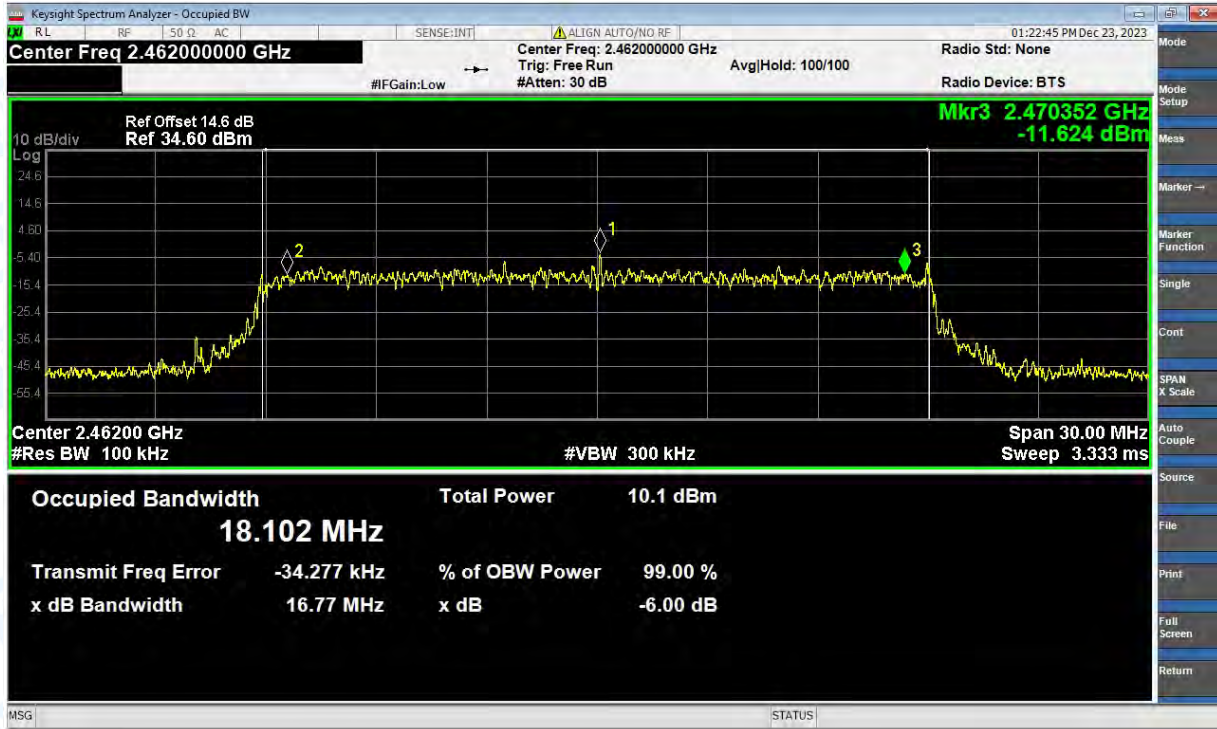 Keysight Spectrum Analyzer - Occupied BW
LXI RL RF 50 Ω AC SENSE:INT ALIGN AUTO/NO RF 01:22:45 PM Dec 23, 2023
Center Freq 2.462000000 GHz
Center Freq: 2.462000000 GHz
Radio Std: None
Trig: Free Run
Avg|Hold: 100/100
#IFGain:Low
#Atten: 30 dB
Radio Device: BTS
Mkr3 2.470352 GHz
-11.624 dBm
Ref Offset 14.6 dB
10 dB/div
Ref 34.60 dBm
Log
24.6
14.6
4.60
-5.40
-15.4
-25.4
-35.4
-45.4
-55.4
2
1
3
Center 2.46200 GHz
Span 30.00 MHz
#Res BW 100 kHz
#VBW 300 kHz
Sweep 3.333 ms
Occupied Bandwidth
18.102 MHz
Total Power 10.1 dBm
Transmit Freq Error -34.277 kHz
% of OBW Power 99.00 %
x dB Bandwidth 16.77 MHz
x dB -6.00 dB
Mode
Mode
Setup
Meas
Marker →
Marker
Function
Single
Cont
SPAN
X Scale
Auto
Couple
Source
File
Print
Full
Screen
Return
MSG
STATUS